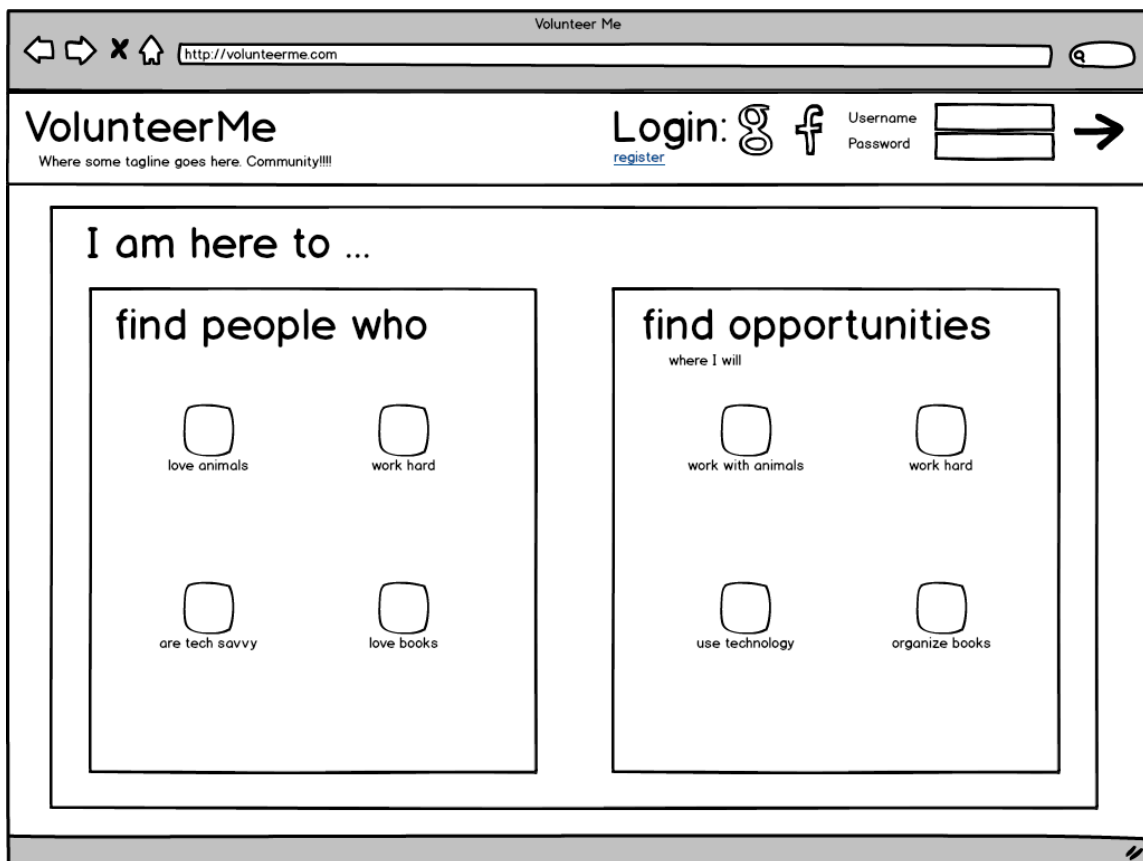 Volunteer Me
http://volunteerme.com
VolunteerMe
Where some tagline goes here. Community!!!!
Login: g f
register
Username
Password
I am here to ...
find people who
love animals
work hard
are tech savvy
love books
find opportunities
where I will
work with animals
work hard
use technology
organize books